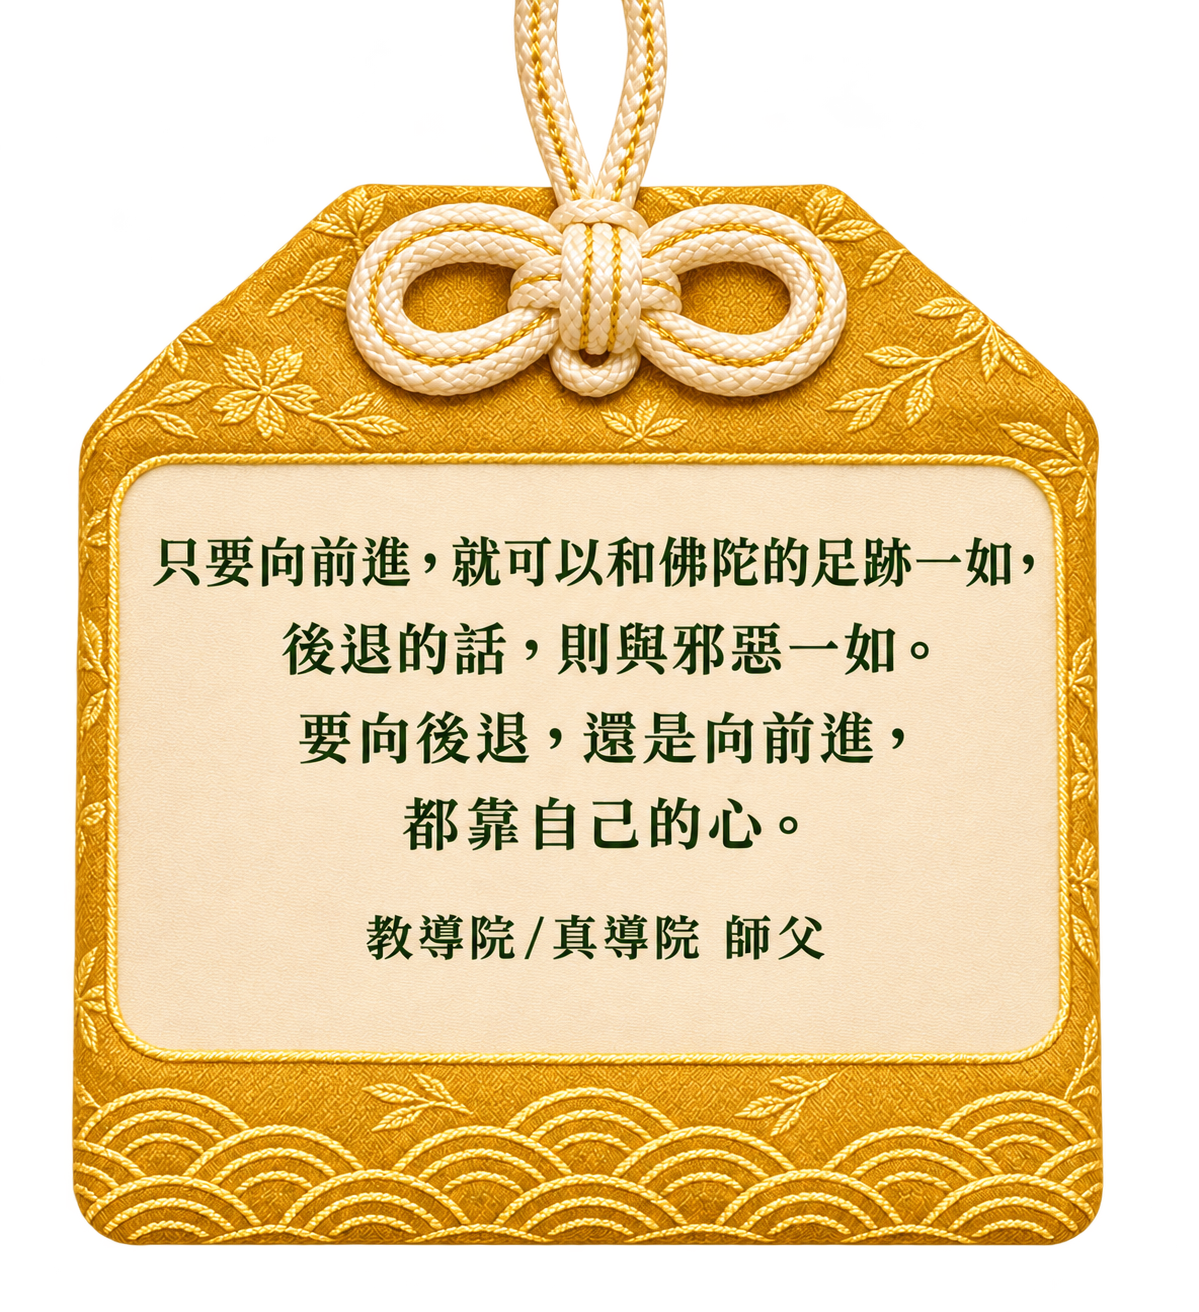 只要向前進，就可以和佛陀的足跡一如，
後退的話，則與邪惡一如。
要向後退，還是向前進，
都靠自己的心。
教導院/真導院 師父